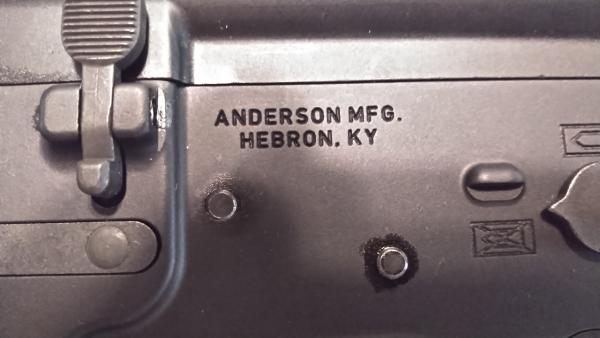 ANDERSON MFG.
HEBRON, KY